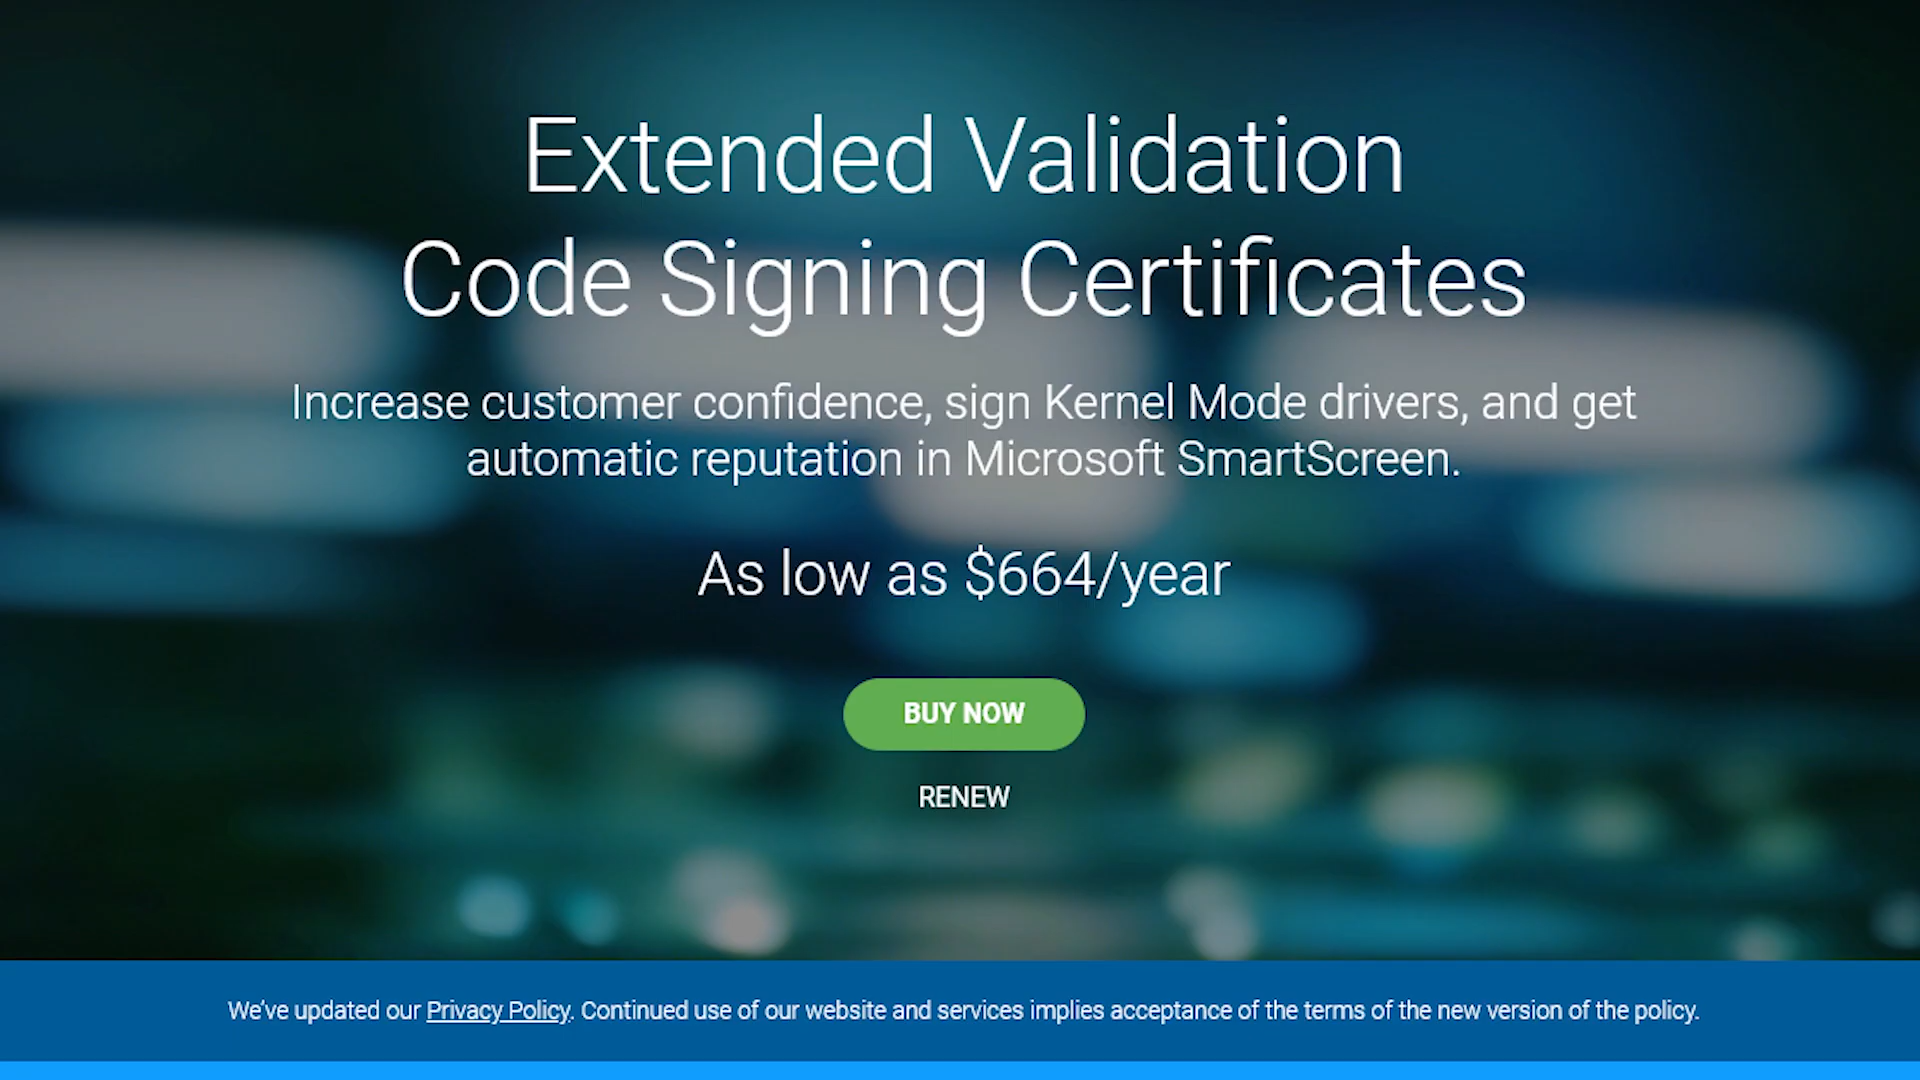 Extended Validation
Code Signing Certificates
Increase customer confidence, sign Kernel Mode drivers, and get
automatic reputation in Microsoft SmartScreen.
As low as $664/year
BUY NOW
RENEW
We've updated our Privacy Policy. Continued use of our website and services implies acceptance of the terms of the new version of the policy.